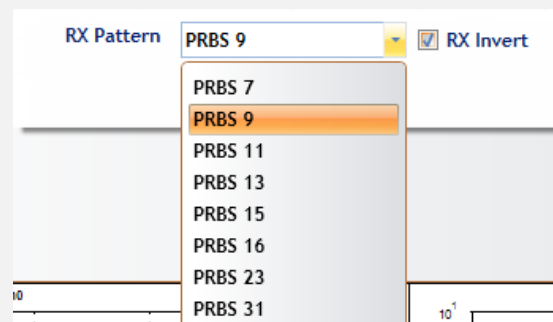 RX Pattern PRBS 9 RX Invert
PRBS 7
PRBS 9
PRBS 11
PRBS 13
PRBS 15
PRBS 16
PRBS 23
PRBS 31
10¹